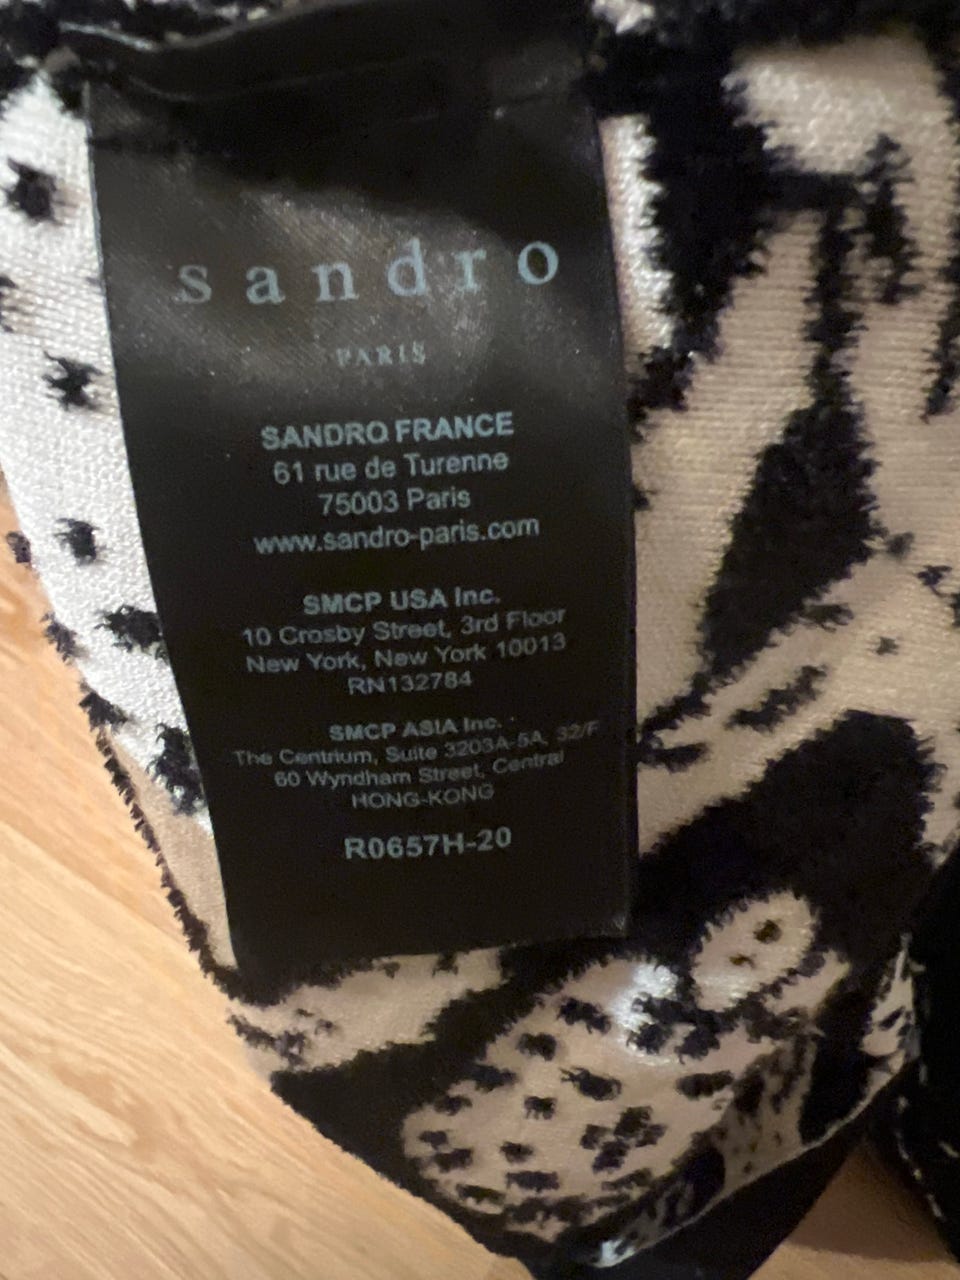 sandro
PARIS
SANDRO FRANCE
61 rue de Turenne
75003 Paris
www.sandro-paris.com
SMCP USA Inc.
10 Crosby Street, 3rd Floor
New York, New York 10013
RN132784
SMCP ASIA Inc.
The Centrium, Suite 3203A-5A, 32/F
60 Wyndham Street, Central
HONG-KONG
R0657H-20